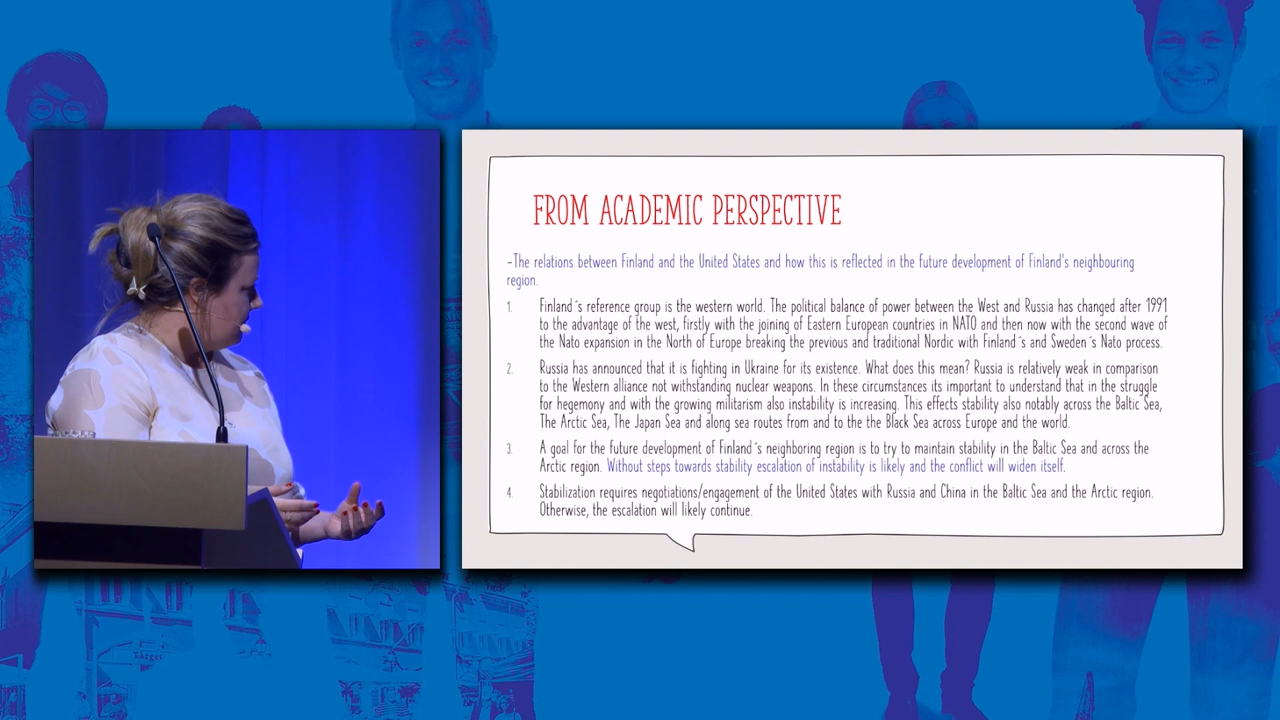 FROM ACADEMIC PERSPECTIVE
-The relations between Finland and the United States and how this is reflected in the future development of Finland's neighbouring
region.
1. Finland´s reference group is the western world. The political balance of power between the West and Russia has changed after 1991
to the advantage of the west, firstly with the joining of Eastern European countries in NATO and then now with the second wave of
the Nato expansion in the North of Europe breaking the previous and traditional Nordic with Finland´s and Sweden´s Nato process.
2. Russia has announced that it is fighting in Ukraine for its existence. What does this mean? Russia is relatively weak in comparison
to the Western alliance not withstanding nuclear weapons. In these circumstances its important to understand that in the struggle
for hegemony and with the growing militarism also instability is increasing. This effects stability also notably across the Baltic Sea,
The Arctic Sea, The Japan Sea and along sea routes from and to the Black Sea across Europe and the world.
3. A goal for the future development of Finland´s neighboring region is to try to maintain stability in the Baltic Sea and across the
Arctic region. Without steps towards stability escalation of instability is likely and the conflict will widen itself.
4. Stabilization requires negotiations/engagement of the United States with Russia and China in the Baltic Sea and the Arctic region.
Otherwise, the escalation will likely continue.